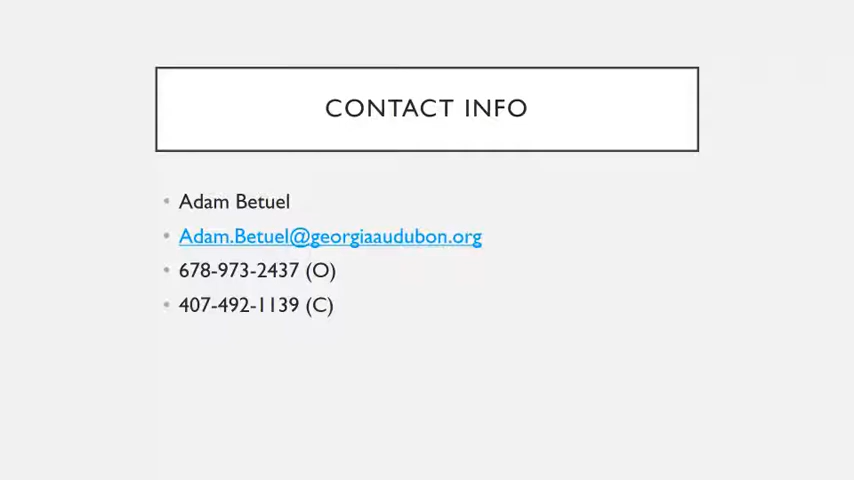 CONTACT INFO
• Adam Betuel
• Adam.Betuel@georgiaaudubon.org
• 678-973-2437 (O)
• 407-492-1139 (C)